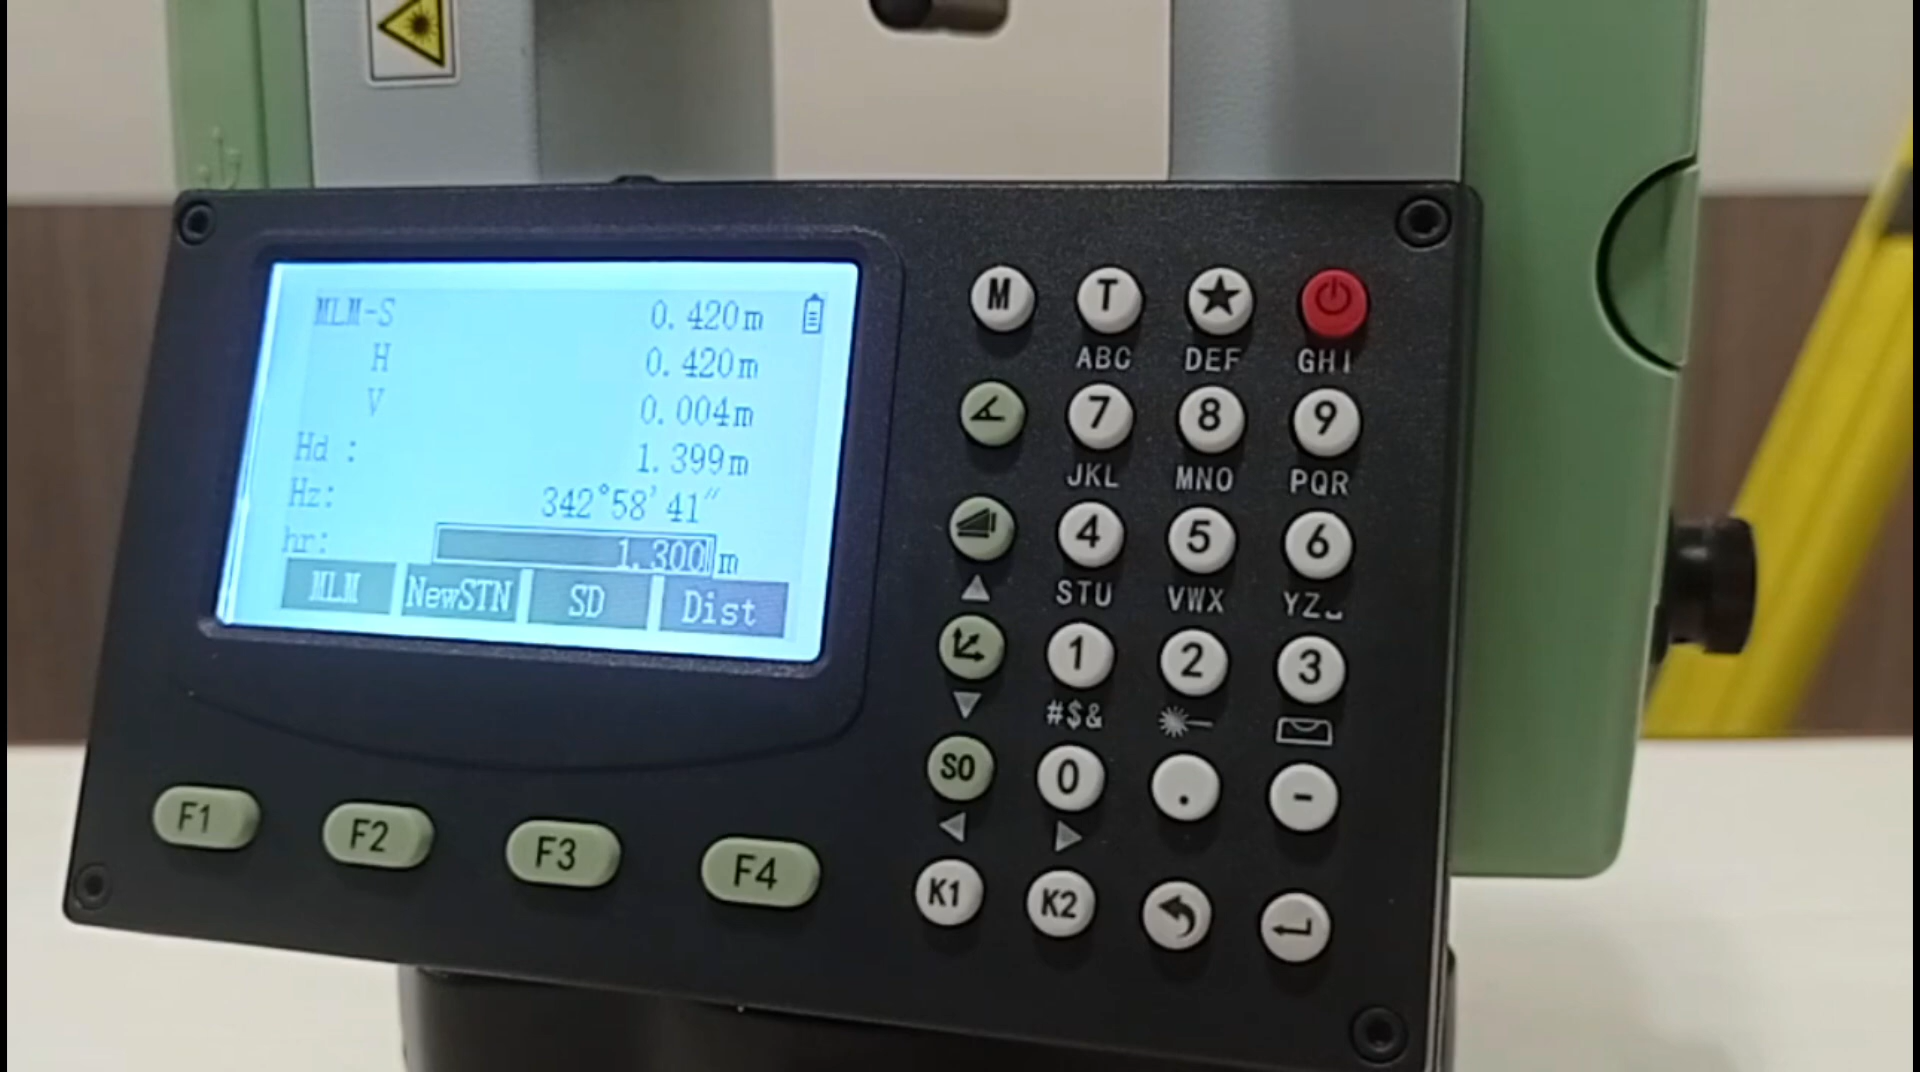 MLM-S 0.420m
H 0.420m
V 0.004m
Hd : 1.399m
Hz: 342°58'41"
hr: 1.300m
MLM NewSTN SD Dist
F1 F2 F3 F4
M T ★
ABC DEF GHI
7 8 9
JKL MNO PQR
4 5 6
STU VWX YZ␣
1 2 3
#$&
S0 0 . -
K1 K2